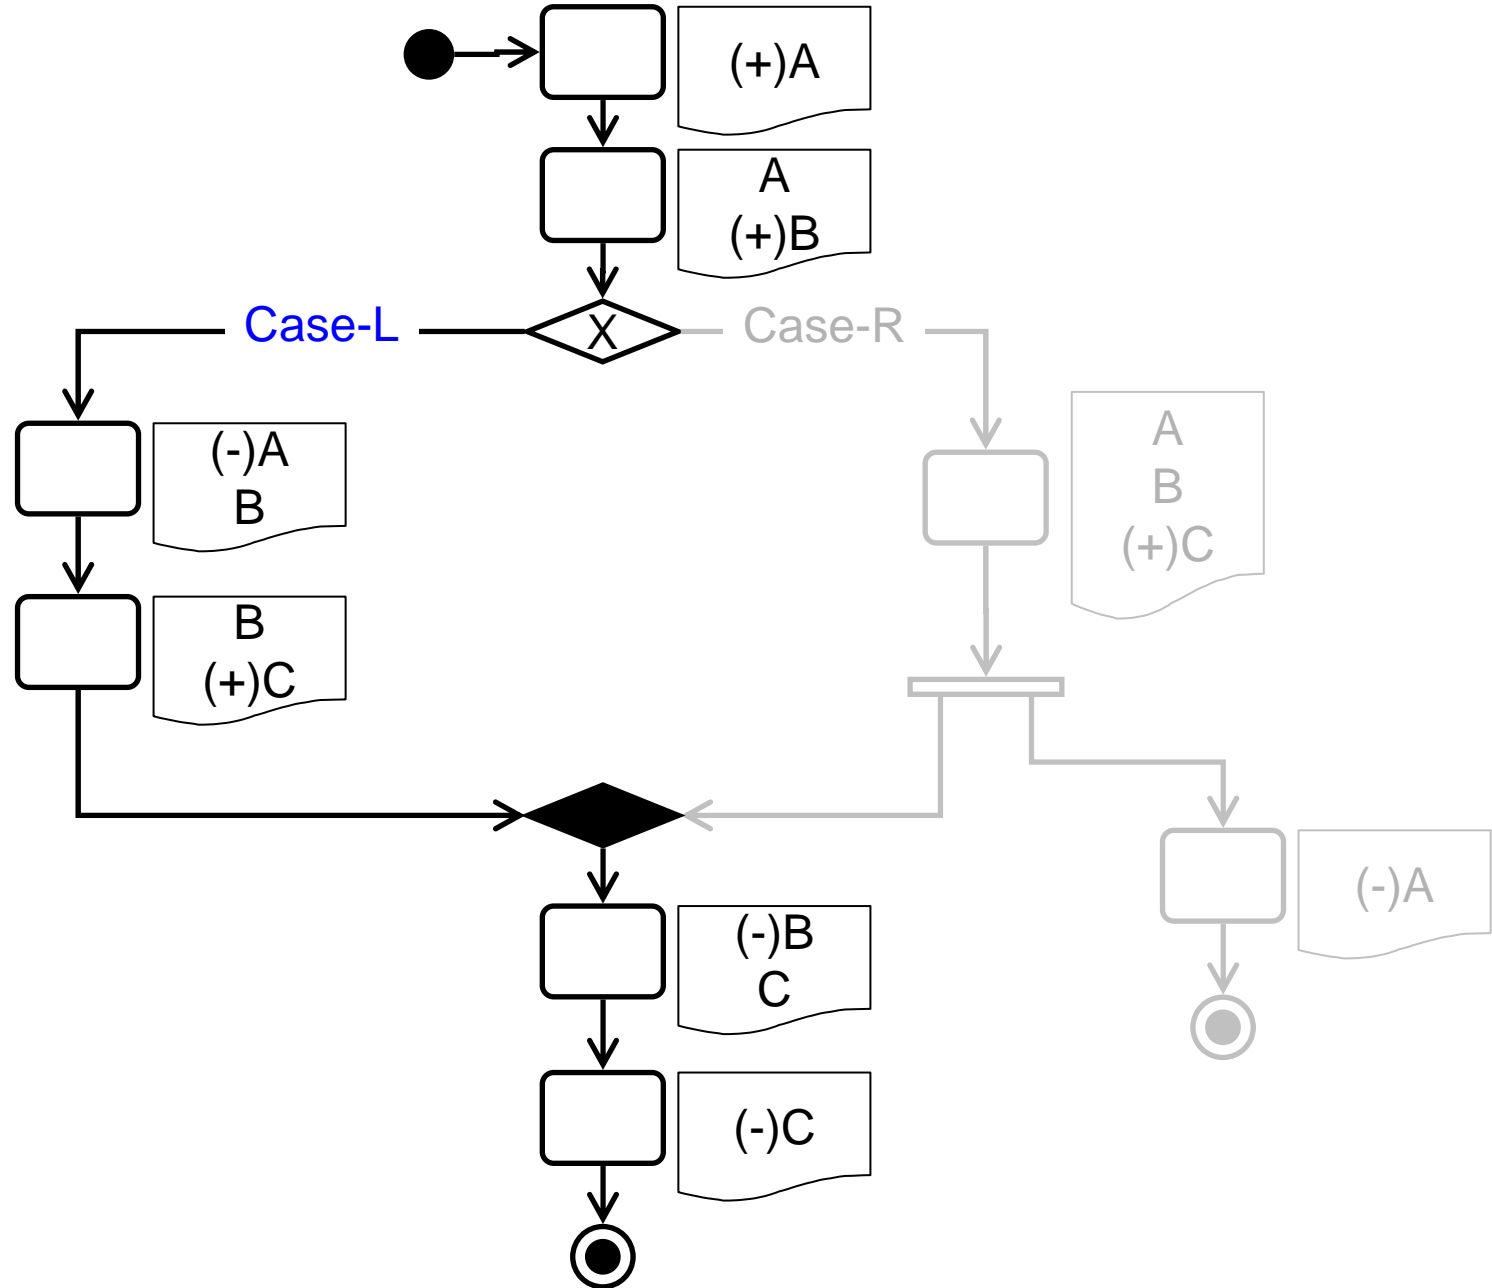 (+)A
A
(+)B
Case-L
X
Case-R
(-)A
B
A
B
(+)C
B
(+)C
(-)B
C
(-)A
(-)C